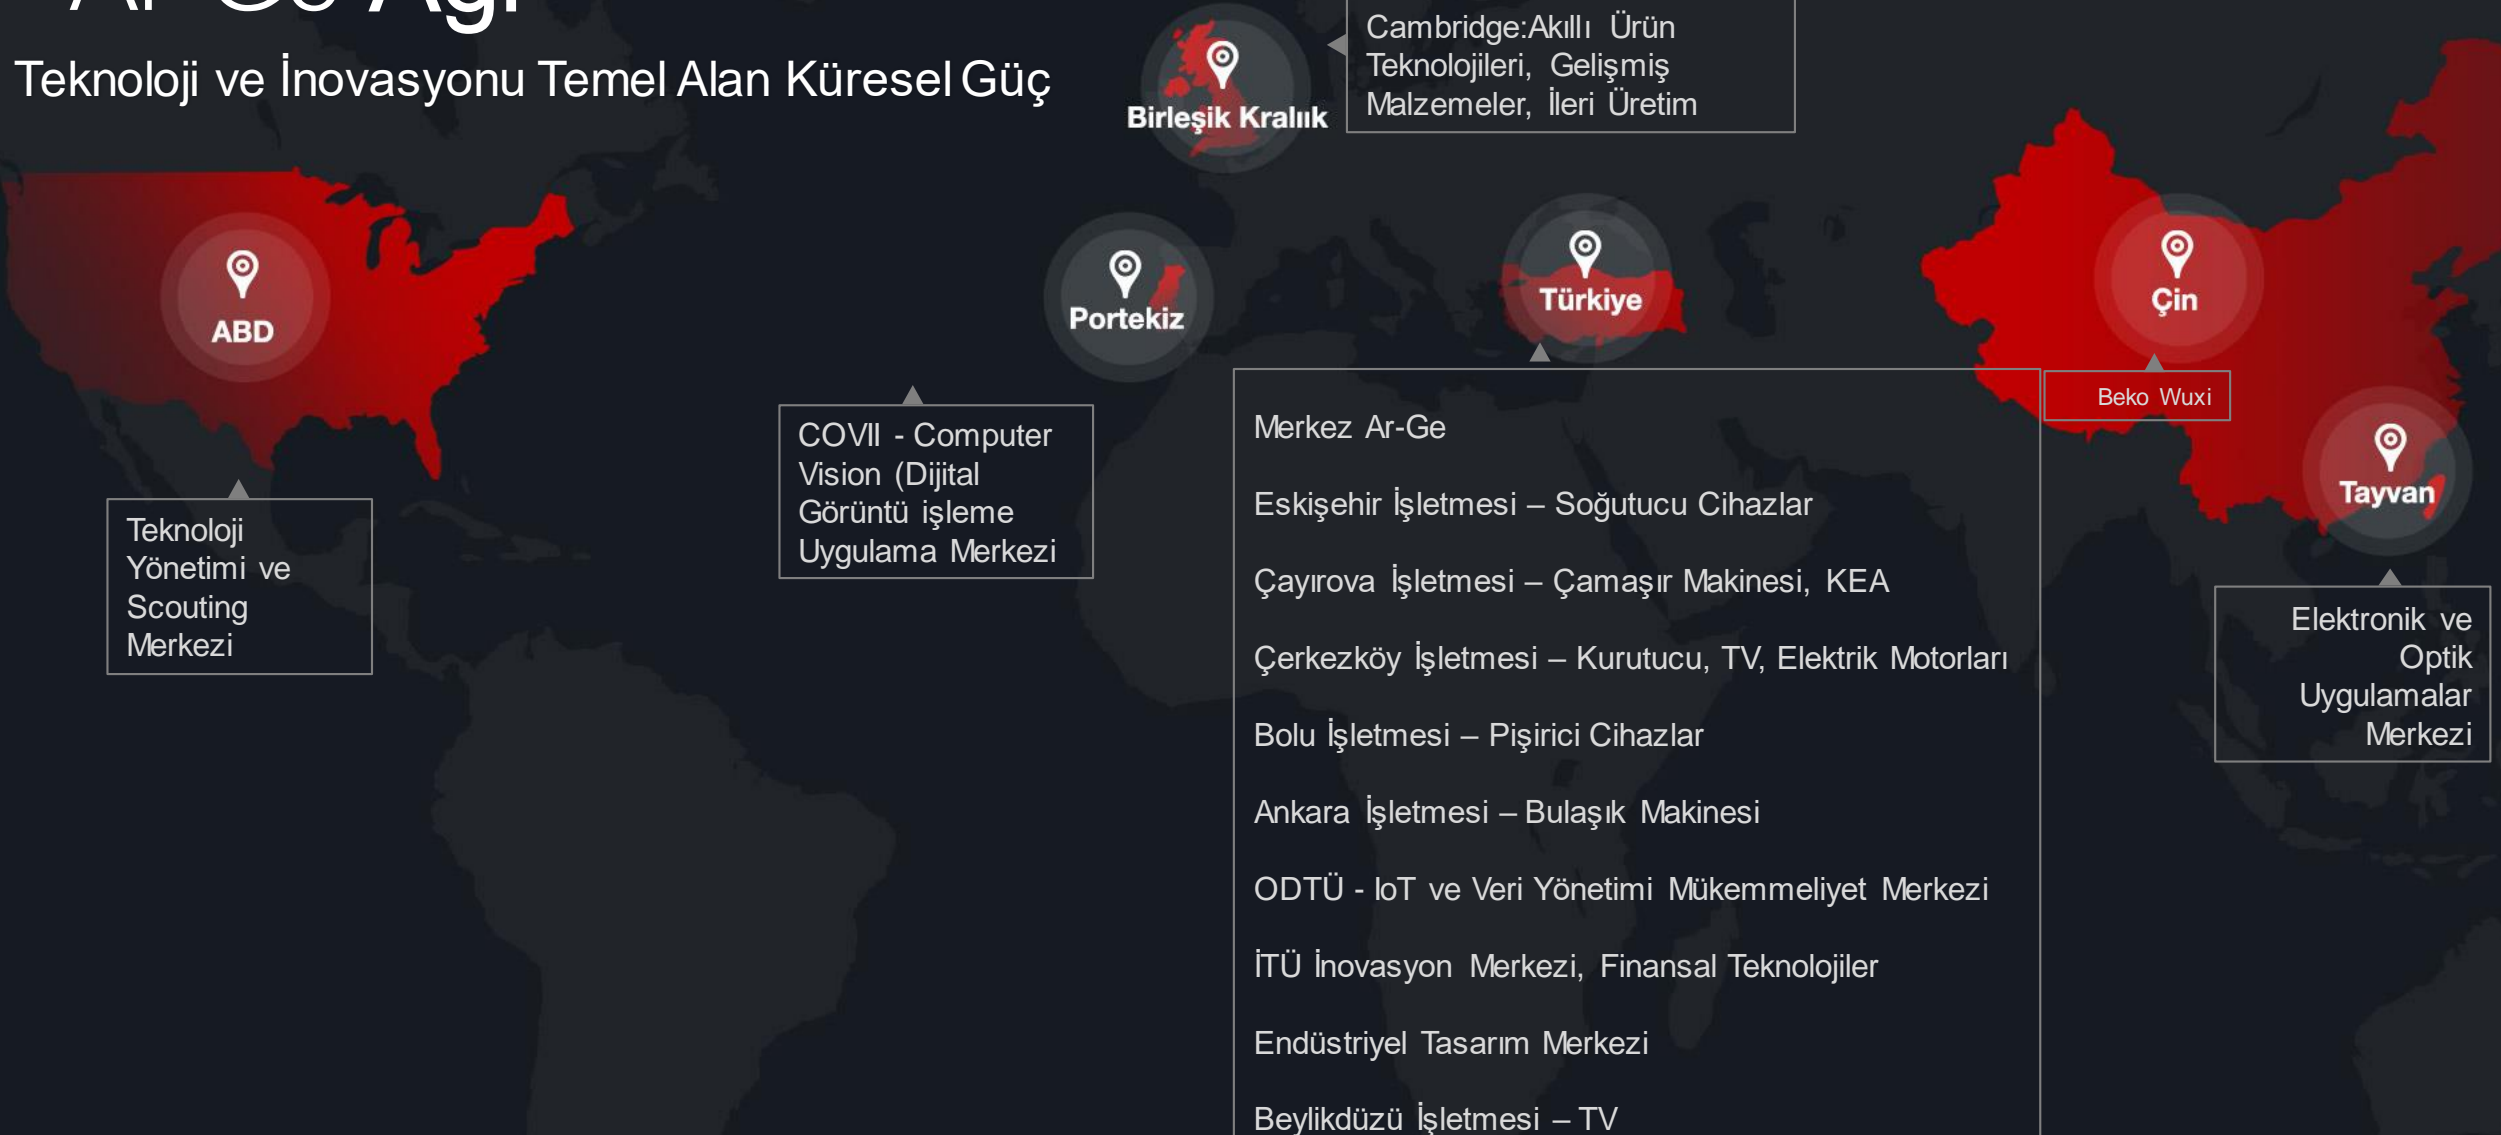 Ar-Ge Ağı
Teknoloji ve İnovasyonu Temel Alan Küresel Güç
Cambridge:Akıllı Ürün
Teknolojileri, Gelişmiş
Malzemeler, İleri Üretim
Birleşik Krallık
ABD
Portekiz
Türkiye
Çin
Tayvan
Teknoloji
Yönetimi ve
Scouting
Merkezi
COVII - Computer
Vision (Dijital
Görüntü işleme
Uygulama Merkezi
Merkez Ar-Ge
Eskişehir İşletmesi – Soğutucu Cihazlar
Çayırova İşletmesi – Çamaşır Makinesi, KEA
Çerkezköy İşletmesi – Kurutucu, TV, Elektrik Motorları
Bolu İşletmesi – Pişirici Cihazlar
Ankara İşletmesi – Bulaşık Makinesi
ODTÜ - IoT ve Veri Yönetimi Mükemmeliyet Merkezi
İTÜ İnovasyon Merkezi, Finansal Teknolojiler
Endüstriyel Tasarım Merkezi
Beylikdüzü İşletmesi – TV
Beko Wuxi
Elektronik ve
Optik
Uygulamalar
Merkezi